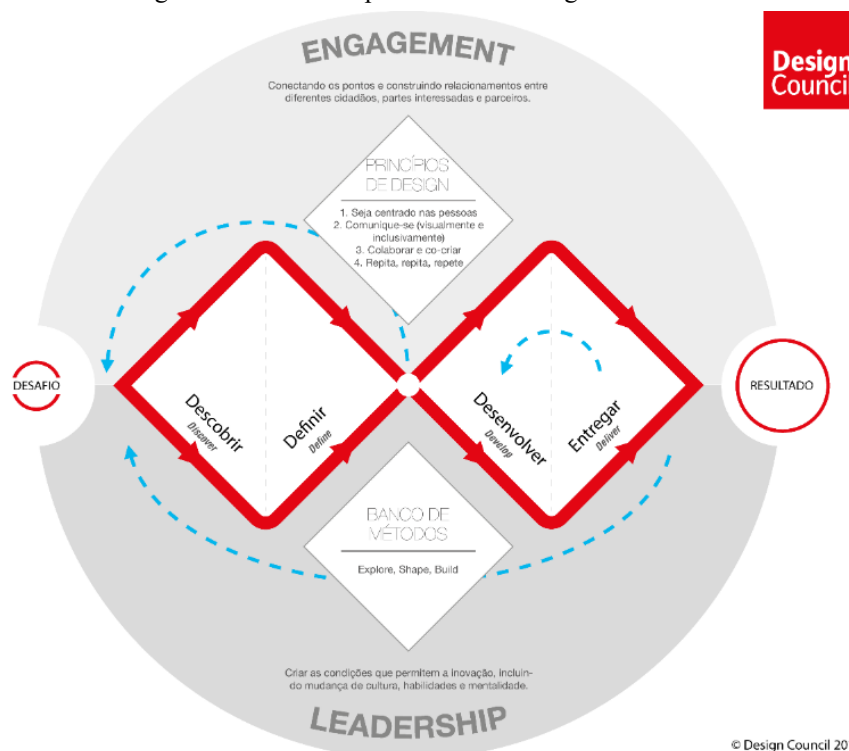 ENGAGEMENT
Conectando os pontos e construindo relacionamentos entre
diferentes cidadãos, partes interessadas e parceiros.
Design
Council
PRINCÍPIOS
DE DESIGN
1. Seja centrado nas pessoas
2. Comunique-se (visualmente e
inclusivamente)
3. Colaborar e co-criar
4. Repita, repita, repete
DESAFIO
Descobrir
Discover
Definir
Define
Desenvolver
Develop
Entregar
Deliver
RESULTADO
BANCO DE
MÉTODOS
Explore, Shape, Build
Criar as condições que permitem a inovação, incluin-
do mudança de cultura, habilidades e mentalidade.
LEADERSHIP
© Design Council 20